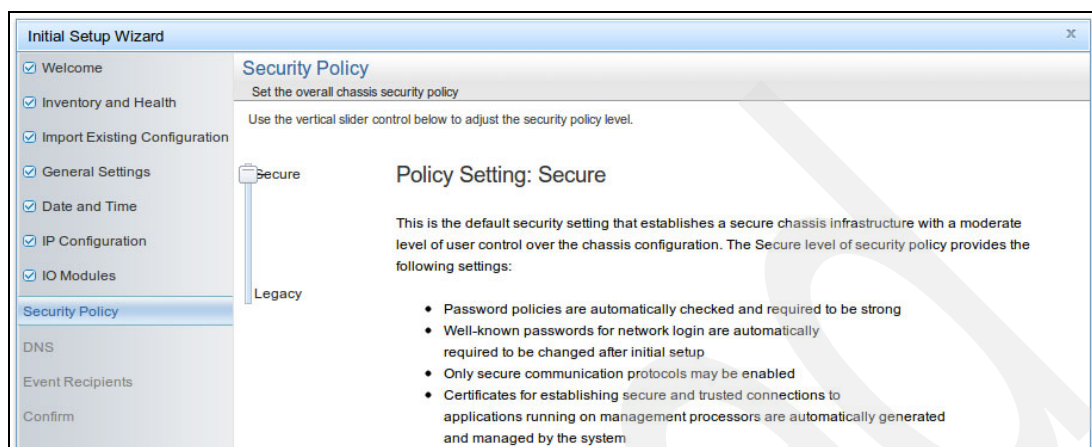 Initial Setup Wizard
x
Welcome
Inventory and Health
Import Existing Configuration
General Settings
Date and Time
IP Configuration
IO Modules
Security Policy
DNS
Event Recipients
Confirm
Security Policy
Set the overall chassis security policy
Use the vertical slider control below to adjust the security policy level.
Secure
Legacy
Policy Setting: Secure
This is the default security setting that establishes a secure chassis infrastructure with a moderate
level of user control over the chassis configuration. The Secure level of security policy provides the
following settings:
• Password policies are automatically checked and required to be strong
• Well-known passwords for network login are automatically
required to be changed after initial setup
• Only secure communication protocols may be enabled
• Certificates for establishing secure and trusted connections to
applications running on management processors are automatically generated
and managed by the system